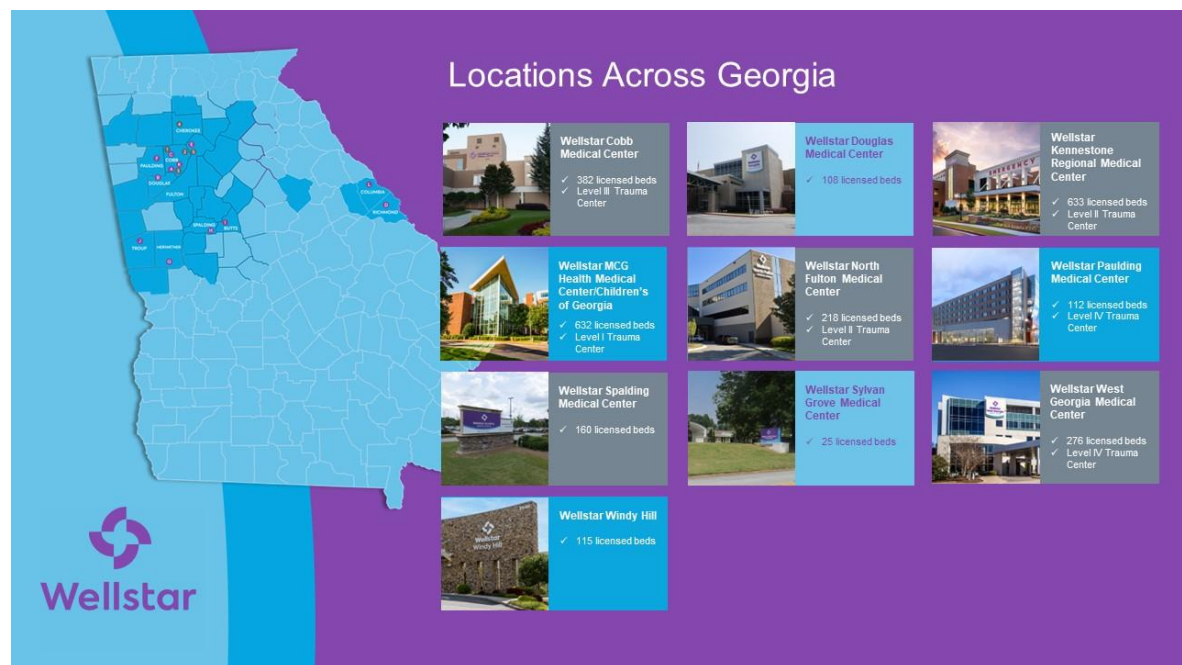 Locations Across Georgia
Wellstar Cobb
Medical Center
✓ 382 licensed beds
✓ Level III Trauma
Center
Wellstar Douglas
Medical Center
✓ 108 licensed beds
Wellstar
Kennestone
Regional Medical
Center
✓ 633 licensed beds
✓ Level II Trauma
Center
EMERGENCY
Wellstar MCG
Health Medical
Center/Children's
of Georgia
✓ 632 licensed beds
✓ Level I Trauma
Center
Wellstar North
Fulton Medical
Center
✓ 218 licensed beds
✓ Level II Trauma
Center
Wellstar Paulding
Medical Center
✓ 112 licensed beds
✓ Level IV Trauma
Center
Wellstar Spalding
Medical Center
✓ 160 licensed beds
Wellstar Sylvan
Grove Medical
Center
✓ 25 licensed beds
Wellstar West
Georgia Medical
Center
✓ 276 licensed beds
✓ Level IV Trauma
Center
Wellstar
Windy Hill
Wellstar Windy Hill
✓ 115 licensed beds
CHEROKEE
PAULDING
COBB
DOUGLAS
FULTON
COLUMBIA
RICHMOND
SPALDING
BUTTS
TROUP
MERIWETHER
Wellstar